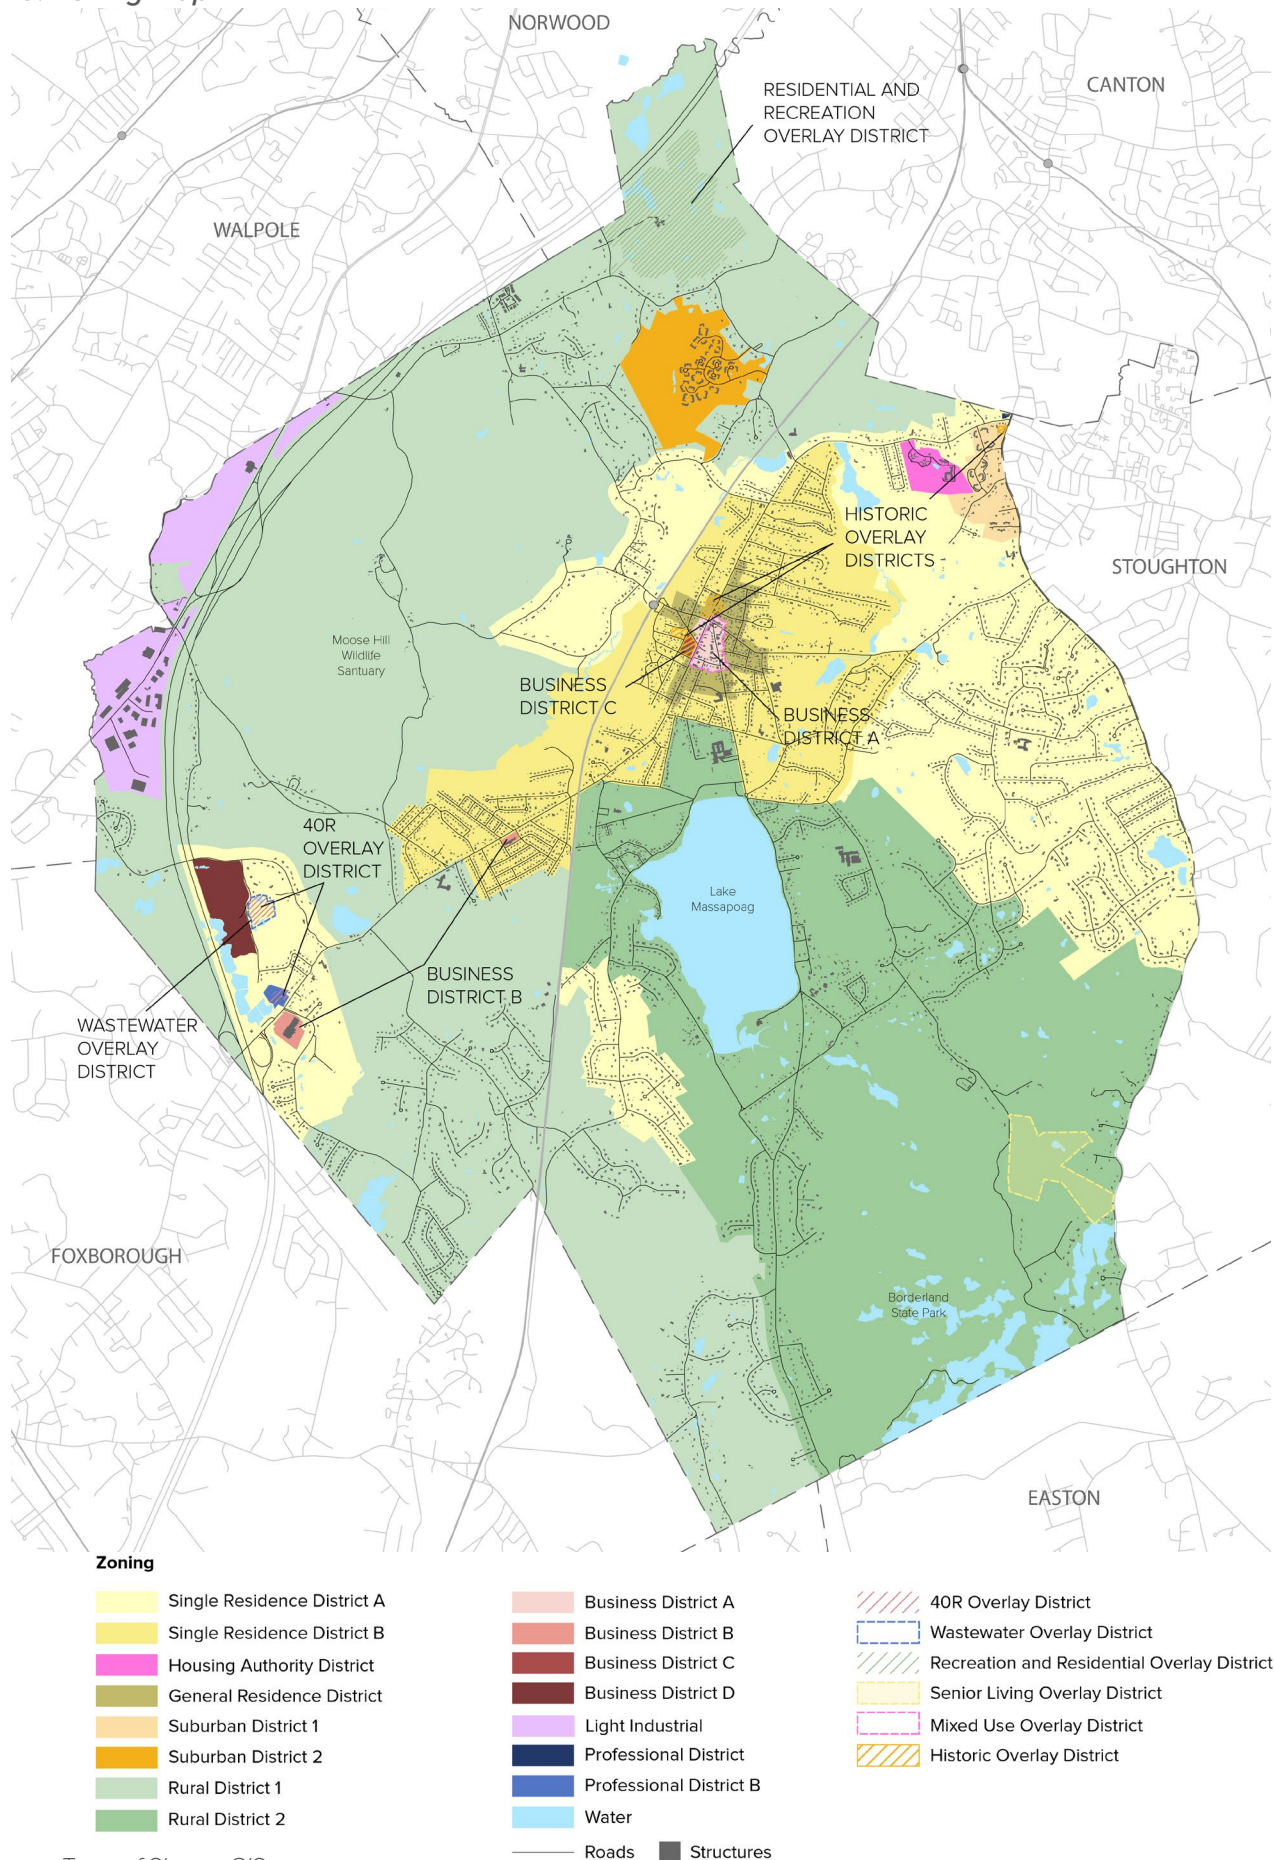 NORWOOD
CANTON
RESIDENTIAL AND
RECREATION
OVERLAY DISTRICT
WALPOLE
HISTORIC
OVERLAY
DISTRICTS
STOUGHTON
Moose Hill
Wildlife
Santuary
BUSINESS
DISTRICT C
BUSINESS
DISTRICT A
40R
OVERLAY
DISTRICT
Lake
Massapoag
BUSINESS
DISTRICT B
WASTEWATER
OVERLAY
DISTRICT
FOXBOROUGH
Borderland
State Park
EASTON
Zoning
Single Residence District A
Single Residence District B
Housing Authority District
General Residence District
Suburban District 1
Suburban District 2
Rural District 1
Rural District 2
Business District A
Business District B
Business District C
Business District D
Light Industrial
Professional District
Professional District B
Water
Roads
Structures
40R Overlay District
Wastewater Overlay District
Recreation and Residential Overlay District
Senior Living Overlay District
Mixed Use Overlay District
Historic Overlay District